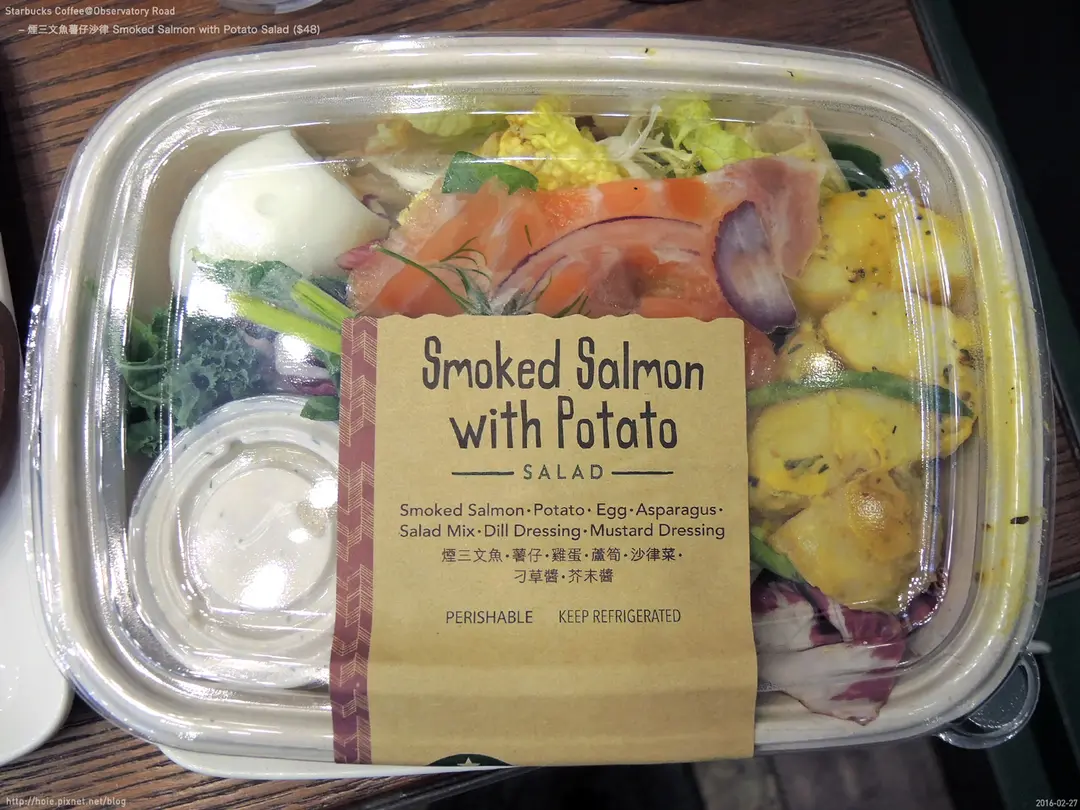 Starbucks Coffee@Observatory Road
– 煙三文魚薯仔沙律 Smoked Salmon with Potato Salad ($48)
Smoked Salmon
with Potato
SALAD
Smoked Salmon・Potato・Egg・Asparagus・
Salad Mix・Dill Dressing・Mustard Dressing
煙三文魚・薯仔・雞蛋・蘆筍・沙律菜・
刁草醬・芥末醬
PERISHABLE KEEP REFRIGERATED
http://hoie.pixnet.net/blog
2016-02-27